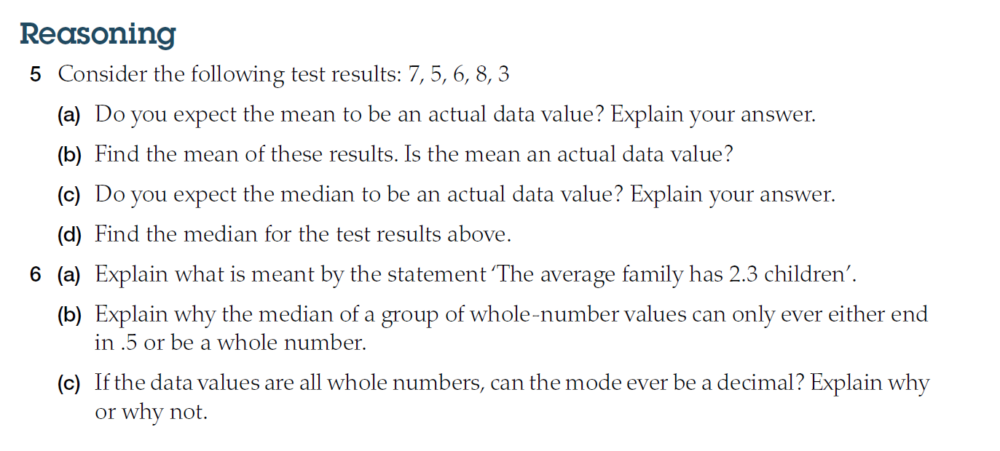 Reasoning
5 Consider the following test results: 7, 5, 6, 8, 3
(a) Do you expect the mean to be an actual data value? Explain your answer.
(b) Find the mean of these results. Is the mean an actual data value?
(c) Do you expect the median to be an actual data value? Explain your answer.
(d) Find the median for the test results above.
6 (a) Explain what is meant by the statement ‘The average family has 2.3 children’.
(b) Explain why the median of a group of whole-number values can only ever either end
in .5 or be a whole number.
(c) If the data values are all whole numbers, can the mode ever be a decimal? Explain why
or why not.